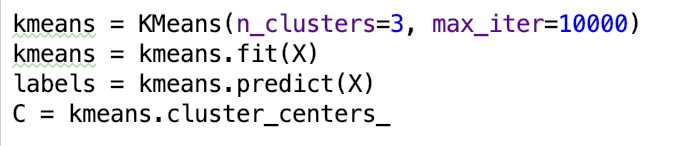 kmeans = KMeans(n_clusters=3, max_iter=10000)
kmeans = kmeans.fit(X)
labels = kmeans.predict(X)
C = kmeans.cluster_centers_